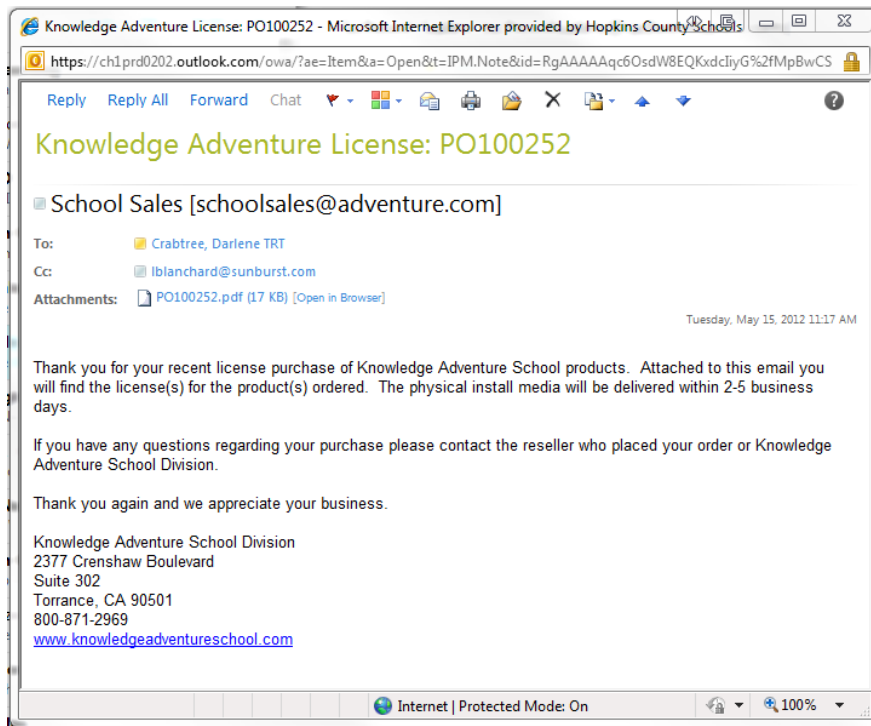 Knowledge Adventure License: PO100252 - Microsoft Internet Explorer provided by Hopkins County Schools
https://ch1prd0202.outlook.com/owa/?ae=Item&a=Open&t=IPM.Note&id=RgAAAAAqc6OsdW8EQKxdcIiyG%2fMpBwCS
Reply Reply All Forward Chat
Knowledge Adventure License: PO100252
School Sales [schoolsales@adventure.com]
To: Crabtree, Darlene TRT
Cc: lblanchard@sunburst.com
Attachments: PO100252.pdf (17 KB) [Open in Browser]
Tuesday, May 15, 2012 11:17 AM
Thank you for your recent license purchase of Knowledge Adventure School products.  Attached to this email you
will find the license(s) for the product(s) ordered.  The physical install media will be delivered within 2-5 business
days.
If you have any questions regarding your purchase please contact the reseller who placed your order or Knowledge
Adventure School Division.
Thank you again and we appreciate your business.
Knowledge Adventure School Division
2377 Crenshaw Boulevard
Suite 302
Torrance, CA 90501
800-871-2969
www.knowledgeadventureschool.com
Internet | Protected Mode: On 100%